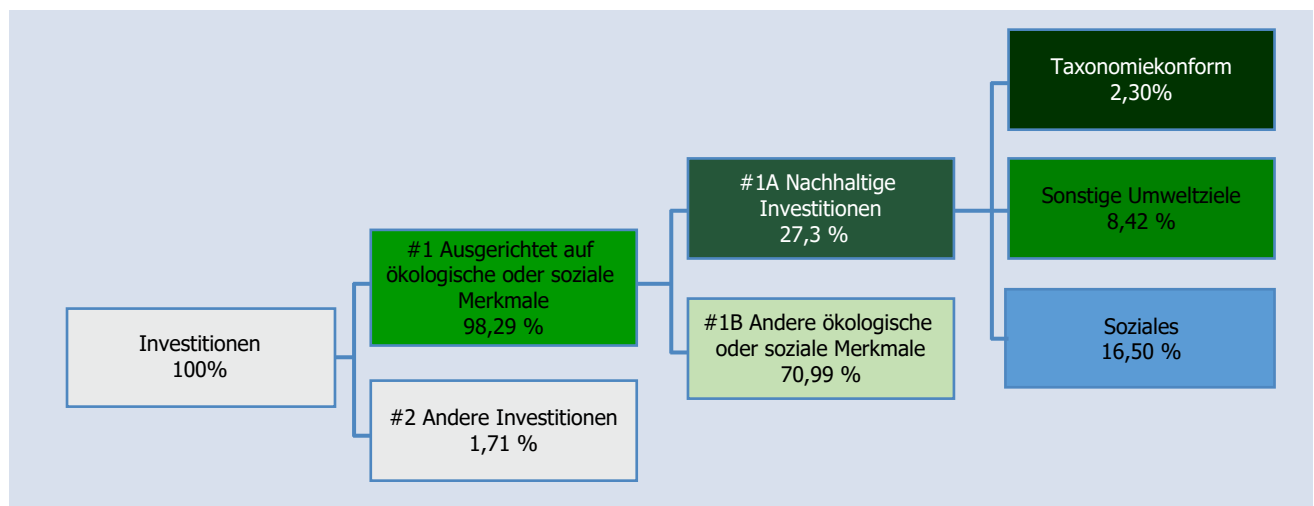 Investitionen
100%
#1 Ausgerichtet auf
ökologische oder soziale
Merkmale
98,29 %
#2 Andere Investitionen
1,71 %
#1A Nachhaltige
Investitionen
27,3 %
#1B Andere ökologische
oder soziale Merkmale
70,99 %
Taxonomiekonform
2,30%
Sonstige Umweltziele
8,42 %
Soziales
16,50 %